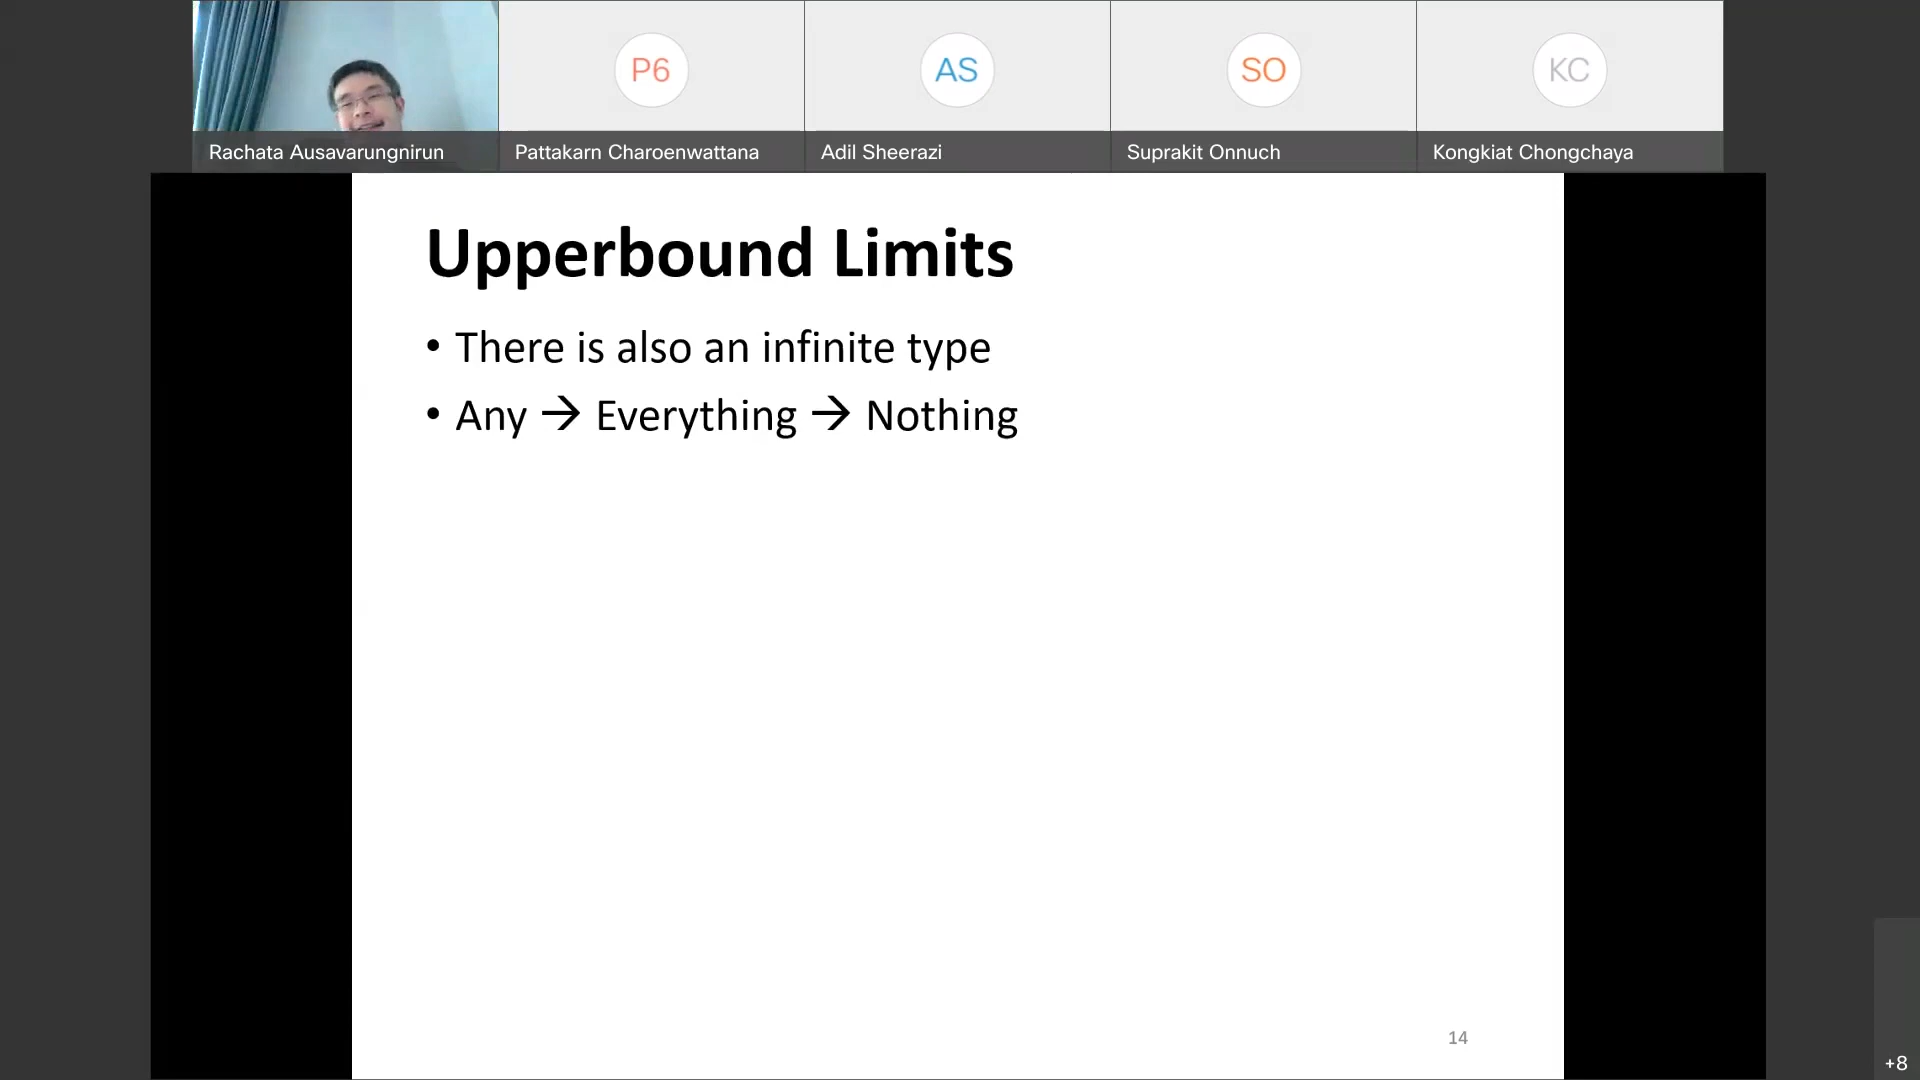 P6
AS
SO
KC
Rachata Ausavarungnirun
Pattakarn Charoenwattana
Adil Sheerazi
Suprakit Onnuch
Kongkiat Chongchaya
Upperbound Limits
• There is also an infinite type
• Any → Everything → Nothing
14
+8